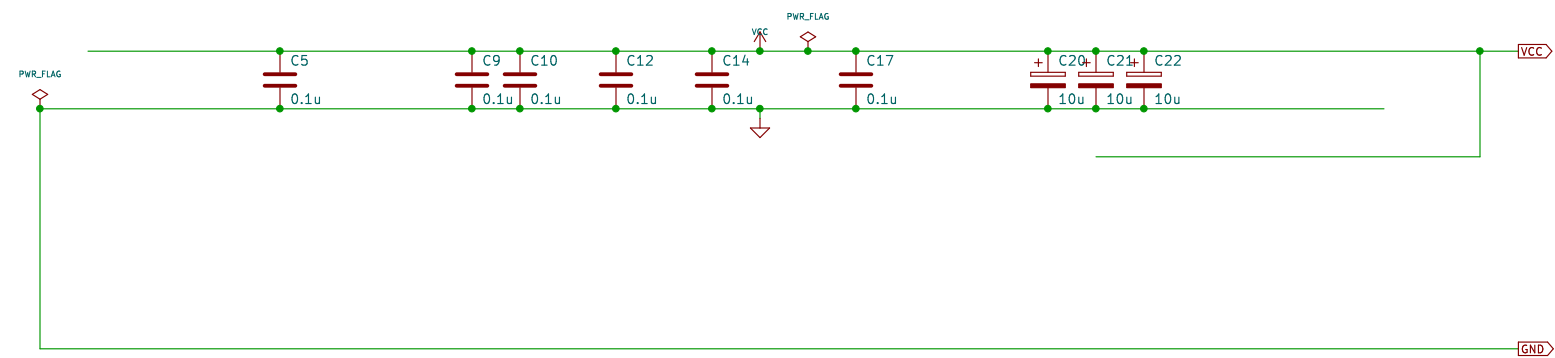 PWR_FLAG
VCC
VCC
C5
C9
C10
C12
C14
C17
C20
C21
C22
PWR_FLAG
0.1u
0.1u
0.1u
0.1u
0.1u
0.1u
10u
10u
10u
GND